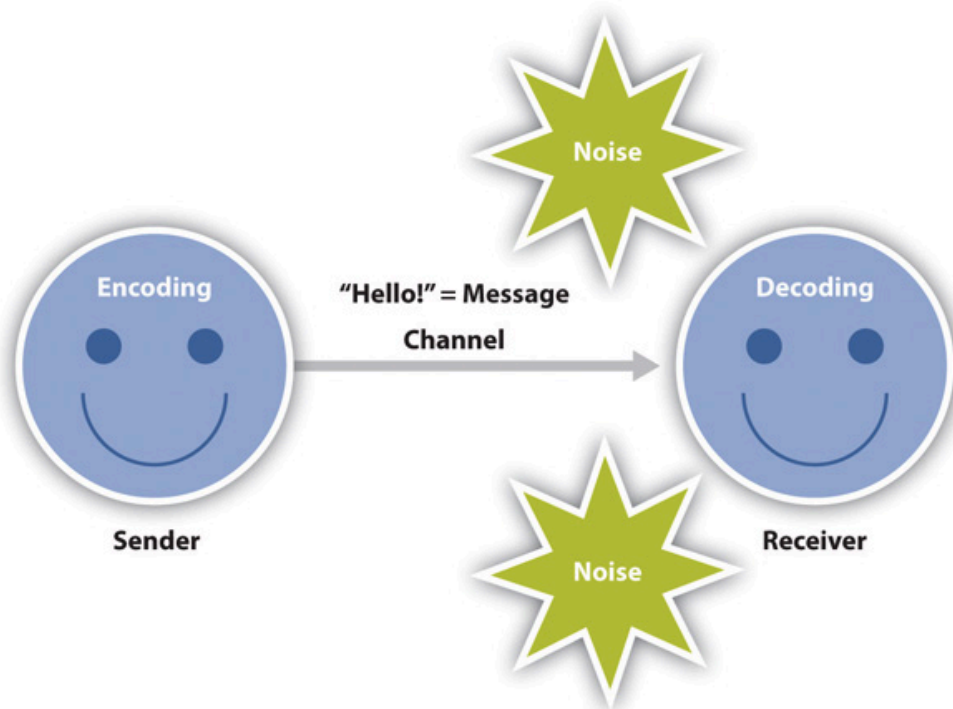 Noise
Encoding
“Hello!” = Message
Channel
Decoding
Sender
Receiver
Noise